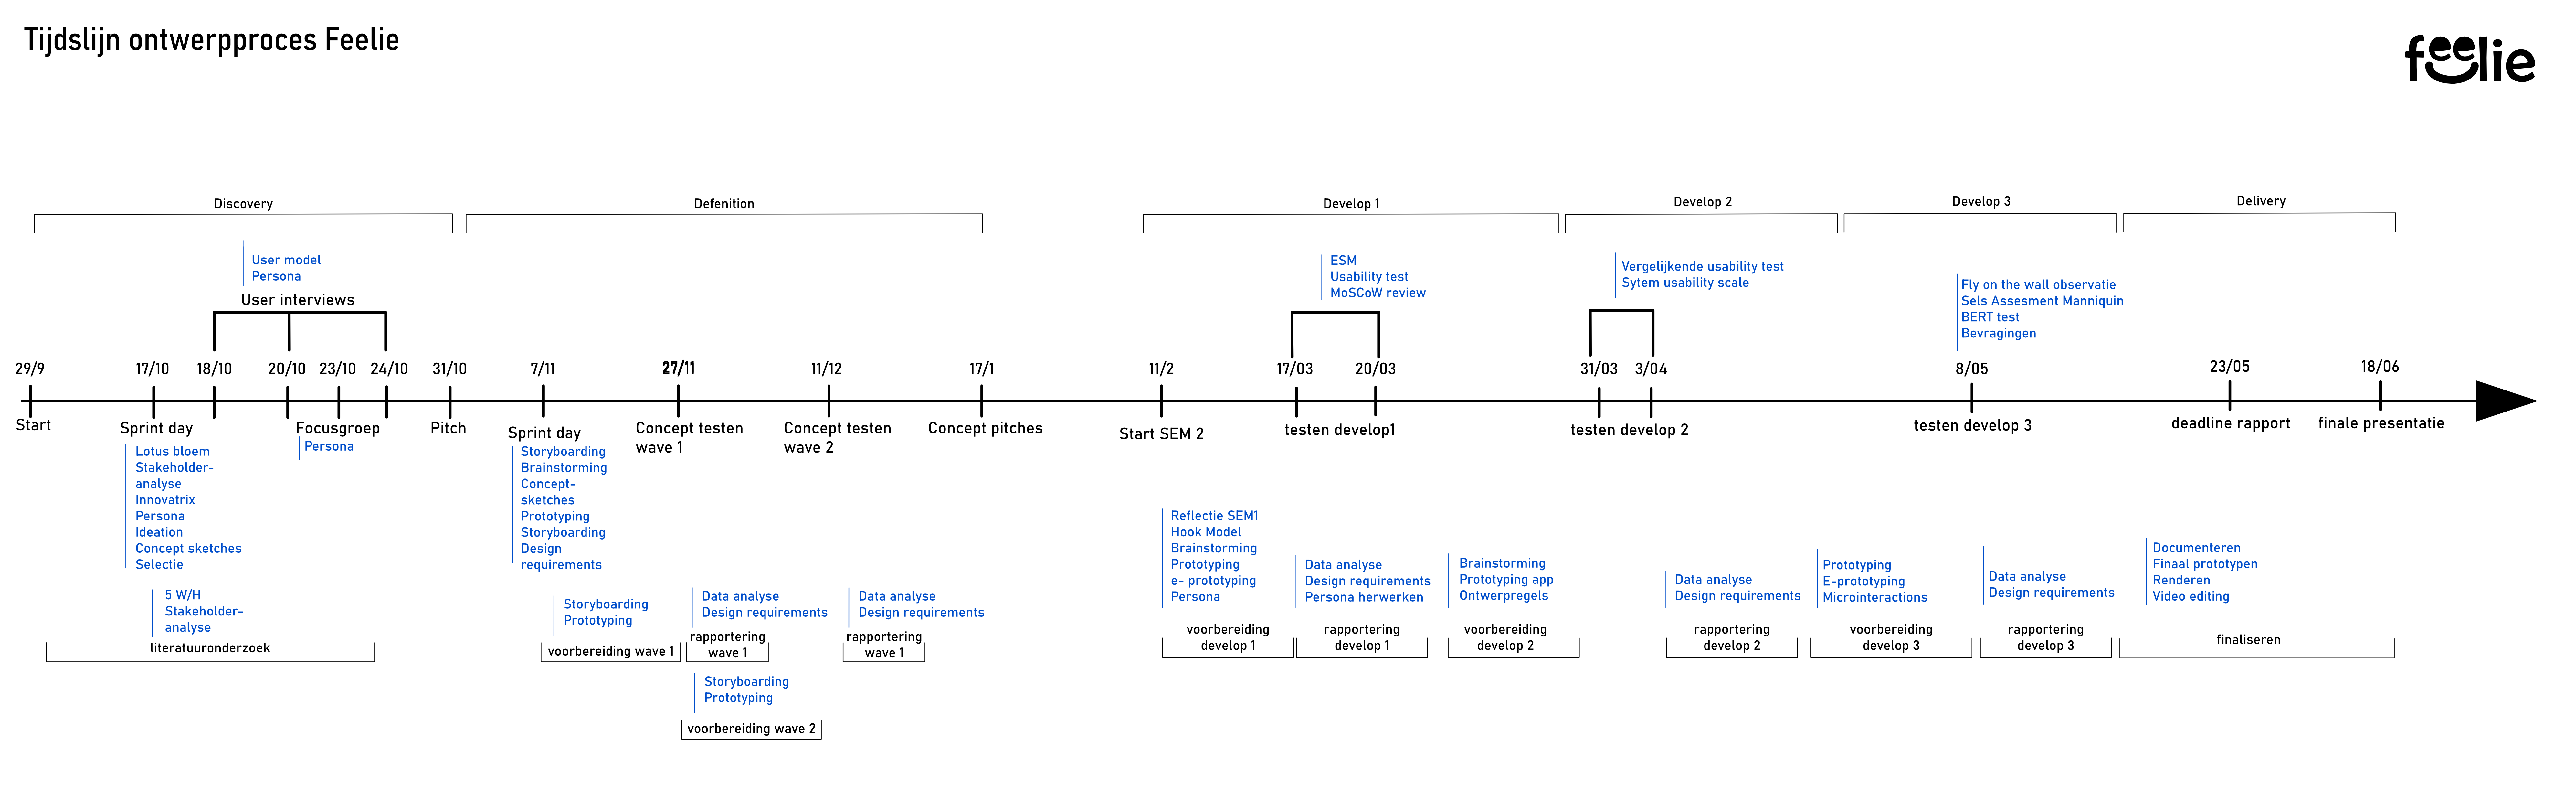 Tijdslijn ontwerpproces Feelie
feelie
Discovery
Defenition
Develop 1
Develop 2
Develop 3
Delivery
User model
Persona
User interviews
ESM
Usability test
MoSCoW review
Vergelijkende usability test
Sytem usability scale
Fly on the wall observatie
Sels Assesment Manniquin
BERT test
Bevragingen
29/9
17/10
18/10
20/10
23/10
24/10
31/10
7/11
27/11
11/12
17/1
11/2
17/03
20/03
31/03
3/04
8/05
23/05
18/06
Start
Sprint day
Focusgroep
Pitch
Sprint day
Concept testen
wave 1
Concept testen
wave 2
Concept pitches
Start SEM 2
testen develop1
testen develop 2
testen develop 3
deadline rapport
finale presentatie
Lotus bloem
Stakeholder-
analyse
Innovatrix
Persona
Ideation
Concept sketches
Selectie
Persona
Storyboarding
Brainstorming
Concept-
sketches
Prototyping
Storyboarding
Design
requirements
5 W/H
Stakeholder-
analyse
literatuuronderzoek
Storyboarding
Prototyping
voorbereiding wave 1
Data analyse
Design requirements
rapportering
wave 1
Storyboarding
Prototyping
voorbereiding wave 2
Data analyse
Design requirements
rapportering
wave 1
Reflectie SEM1
Hook Model
Brainstorming
Prototyping
e- prototyping
Persona
voorbereiding
develop 1
Data analyse
Design requirements
Persona herwerken
rapportering
develop 1
Brainstorming
Prototyping app
Ontwerpregels
voorbereiding
develop 2
Data analyse
Design requirements
rapportering
develop 2
Prototyping
E-prototyping
Microinteractions
voorbereiding
develop 3
Data analyse
Design requirements
rapportering
develop 3
Documenteren
Finaal prototypen
Renderen
Video editing
finaliseren